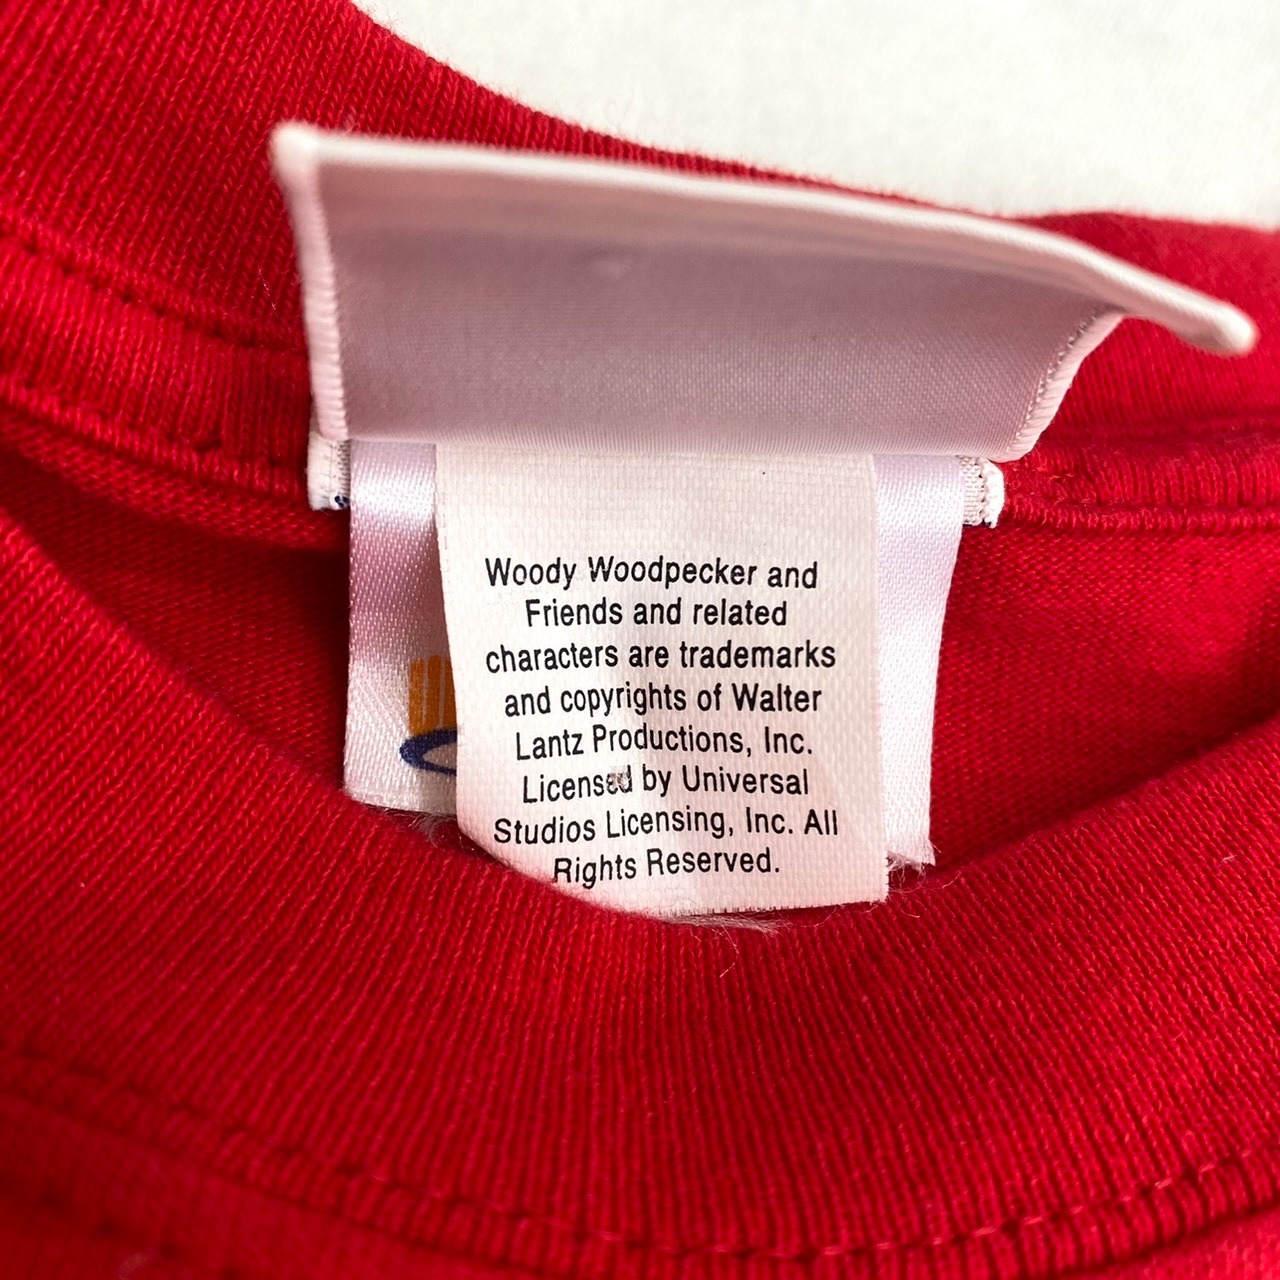 Woody Woodpecker and
Friends and related
characters are trademarks
and copyrights of Walter
Lantz Productions, Inc.
Licensed by Universal
Studios Licensing, Inc. All
Rights Reserved.